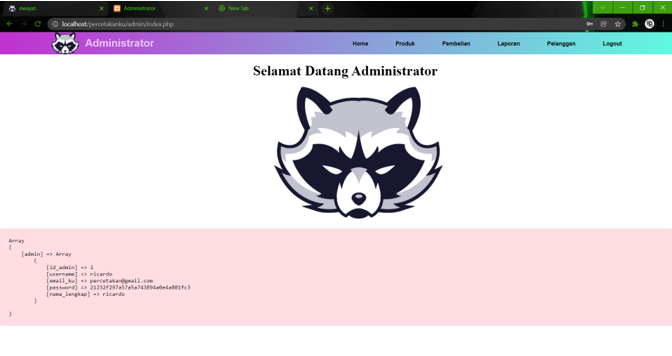 swayst
Administrator
New Tab
localhost/percetakanku/admin/index.php
Administrator
Home
Produk
Pembelian
Laporan
Pelanggan
Logout
Selamat Datang Administrator
Array
(
[admin] => Array
(
[id_admin] => 1
[username] => ricardo
[email_ku] => percetakan@gmail.com
[password] => 21232f297a57a5a743894a0e4a801fc3
[nama_lengkap] => ricardo
)
)